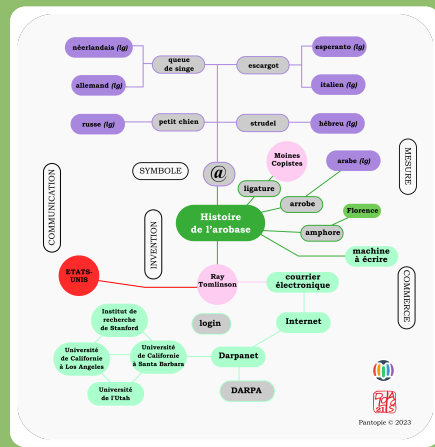 néerlandais (lg)
esperanto (lg)
queue
de singe
escargot
allemand (lg)
italien (lg)
russe (lg)
petit chien
strudel
hébreu (lg)
Moines
Copistes
MESURE
SYMBOLE
@
arabe (lg)
ligature
COMMUNICATION
arrobe
Florence
Histoire
de l'arobase
INVENTION
amphore
machine
à écrire
ETATS-
UNIS
Ray
Tomlinson
courrier
électronique
COMMERCE
Institut de
recherche
de Stanford
login
Internet
Université
de Californie
à Los Angeles
Université
de Californie
à Santa Barbara
Darpanet
Université
de l'Utah
DARPA
Pantopie © 2023